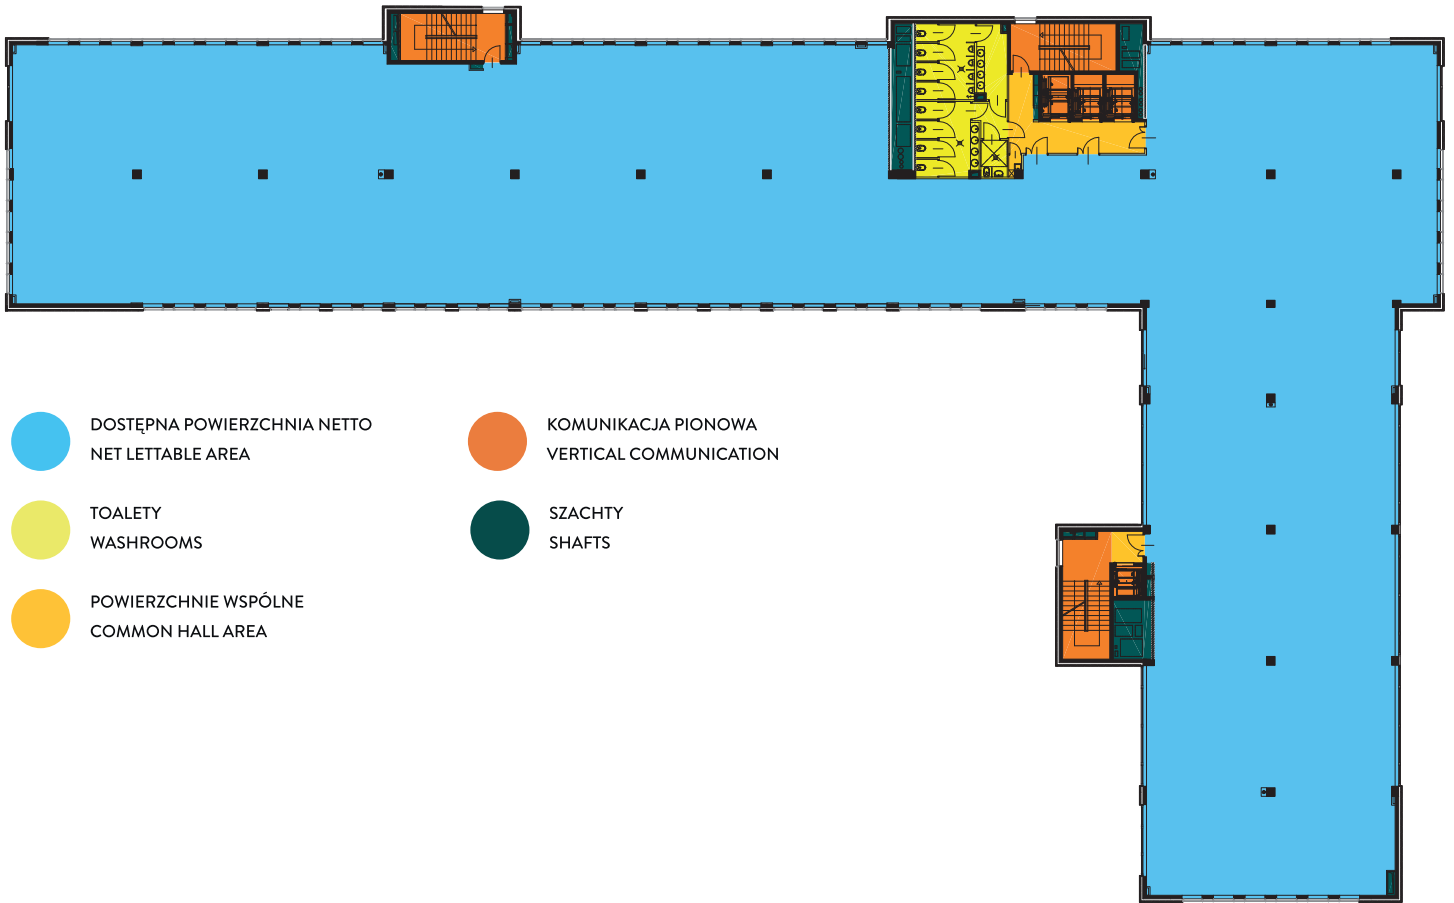 DOSTĘPNA POWIERZCHNIA NETTO
NET LETTABLE AREA
TOALETY
WASHROOMS
POWIERZCHNIE WSPÓLNE
COMMON HALL AREA
KOMUNIKACJA PIONOWA
VERTICAL COMMUNICATION
SZACHTY
SHAFTS